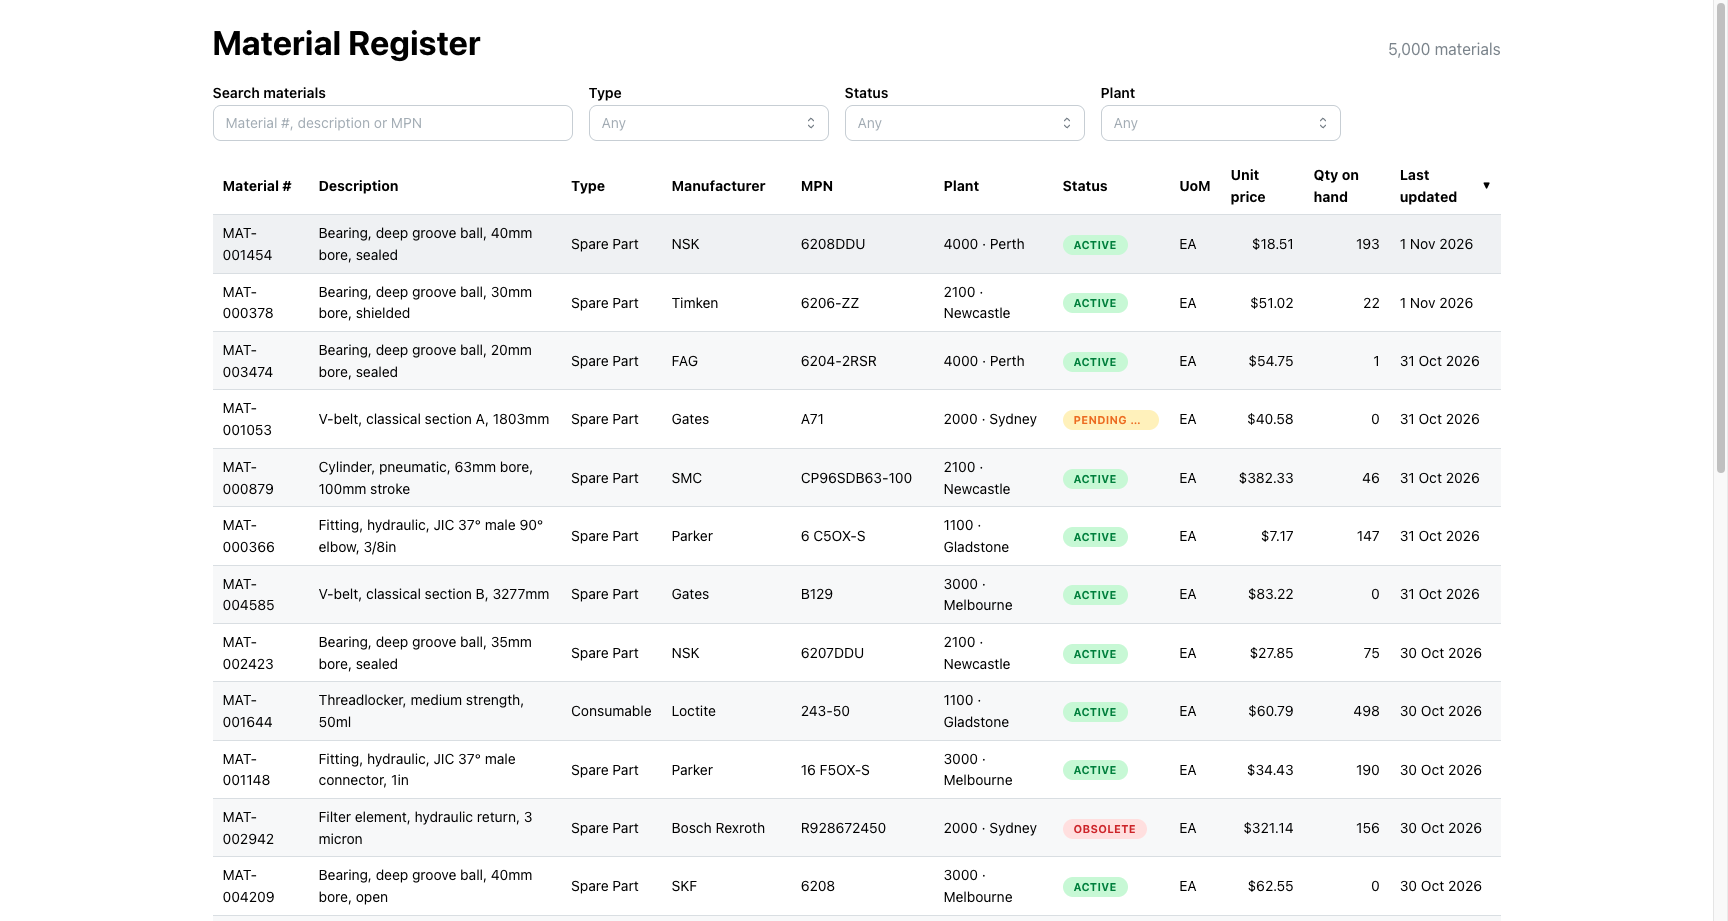 Material Register
5,000 materials
Search materials
Type
Status
Plant
Material #, description or MPN
Any
Any
Any
Material # Description Type Manufacturer MPN Plant Status UoM Unit price Qty on hand Last updated ▼
MAT-001454 Bearing, deep groove ball, 40mm bore, sealed Spare Part NSK 6208DDU 4000 · Perth ACTIVE EA $18.51 193 1 Nov 2026
MAT-000378 Bearing, deep groove ball, 30mm bore, shielded Spare Part Timken 6206-ZZ 2100 · Newcastle ACTIVE EA $51.02 22 1 Nov 2026
MAT-003474 Bearing, deep groove ball, 20mm bore, sealed Spare Part FAG 6204-2RSR 4000 · Perth ACTIVE EA $54.75 1 31 Oct 2026
MAT-001053 V-belt, classical section A, 1803mm Spare Part Gates A71 2000 · Sydney PENDING ... EA $40.58 0 31 Oct 2026
MAT-000879 Cylinder, pneumatic, 63mm bore, 100mm stroke Spare Part SMC CP96SDB63-100 2100 · Newcastle ACTIVE EA $382.33 46 31 Oct 2026
MAT-000366 Fitting, hydraulic, JIC 37° male 90° elbow, 3/8in Spare Part Parker 6 C5OX-S 1100 · Gladstone ACTIVE EA $7.17 147 31 Oct 2026
MAT-004585 V-belt, classical section B, 3277mm Spare Part Gates B129 3000 · Melbourne ACTIVE EA $83.22 0 31 Oct 2026
MAT-002423 Bearing, deep groove ball, 35mm bore, sealed Spare Part NSK 6207DDU 2100 · Newcastle ACTIVE EA $27.85 75 30 Oct 2026
MAT-001644 Threadlocker, medium strength, 50ml Consumable Loctite 243-50 1100 · Gladstone ACTIVE EA $60.79 498 30 Oct 2026
MAT-001148 Fitting, hydraulic, JIC 37° male connector, 1in Spare Part Parker 16 F5OX-S 3000 · Melbourne ACTIVE EA $34.43 190 30 Oct 2026
MAT-002942 Filter element, hydraulic return, 3 micron Spare Part Bosch Rexroth R928672450 2000 · Sydney OBSOLETE EA $321.14 156 30 Oct 2026
MAT-004209 Bearing, deep groove ball, 40mm bore, open Spare Part SKF 6208 3000 · Melbourne ACTIVE EA $62.55 0 30 Oct 2026